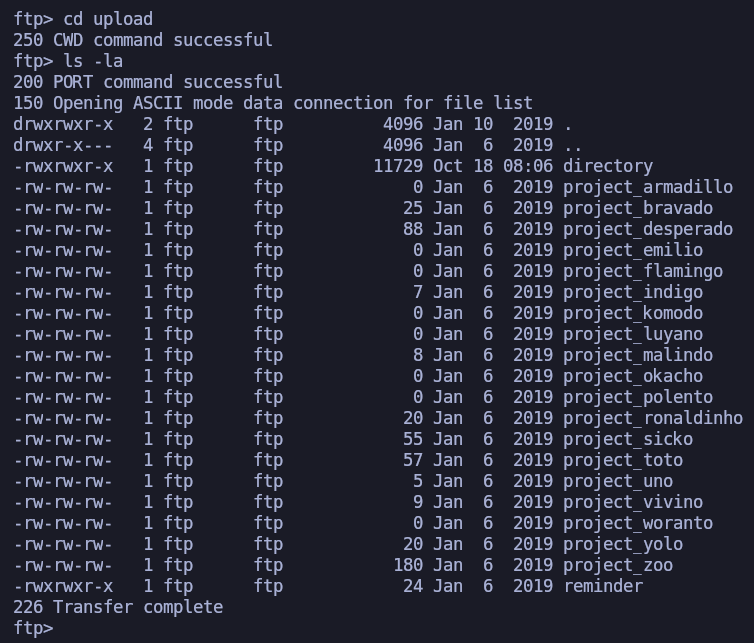 ftp> cd upload
250 CWD command successful
ftp> ls -la
200 PORT command successful
150 Opening ASCII mode data connection for file list
drwxrwxr-x   2 ftp      ftp          4096 Jan 10  2019 .
drwxr-x---   4 ftp      ftp          4096 Jan  6  2019 ..
-rwxrwxr-x   1 ftp      ftp         11729 Oct 18 08:06 directory
-rw-rw-rw-   1 ftp      ftp             0 Jan  6  2019 project_armadillo
-rw-rw-rw-   1 ftp      ftp            25 Jan  6  2019 project_bravado
-rw-rw-rw-   1 ftp      ftp            88 Jan  6  2019 project_desperado
-rw-rw-rw-   1 ftp      ftp             0 Jan  6  2019 project_emilio
-rw-rw-rw-   1 ftp      ftp             0 Jan  6  2019 project_flamingo
-rw-rw-rw-   1 ftp      ftp             7 Jan  6  2019 project_indigo
-rw-rw-rw-   1 ftp      ftp             0 Jan  6  2019 project_komodo
-rw-rw-rw-   1 ftp      ftp             0 Jan  6  2019 project_luyano
-rw-rw-rw-   1 ftp      ftp             8 Jan  6  2019 project_malindo
-rw-rw-rw-   1 ftp      ftp             0 Jan  6  2019 project_okacho
-rw-rw-rw-   1 ftp      ftp             0 Jan  6  2019 project_polento
-rw-rw-rw-   1 ftp      ftp            20 Jan  6  2019 project_ronaldinho
-rw-rw-rw-   1 ftp      ftp            55 Jan  6  2019 project_sicko
-rw-rw-rw-   1 ftp      ftp            57 Jan  6  2019 project_toto
-rw-rw-rw-   1 ftp      ftp             5 Jan  6  2019 project_uno
-rw-rw-rw-   1 ftp      ftp             9 Jan  6  2019 project_vivino
-rw-rw-rw-   1 ftp      ftp             0 Jan  6  2019 project_woranto
-rw-rw-rw-   1 ftp      ftp            20 Jan  6  2019 project_yolo
-rw-rw-rw-   1 ftp      ftp           180 Jan  6  2019 project_zoo
-rwxrwxr-x   1 ftp      ftp            24 Jan  6  2019 reminder
226 Transfer complete
ftp>